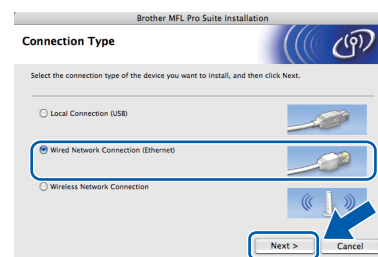 Brother MFL Pro Suite Installation
Connection Type
Select the connection type of the device you want to install, and then click Next.
Local Connection (USB)
Wired Network Connection (Ethernet)
Wireless Network Connection
Next > Cancel